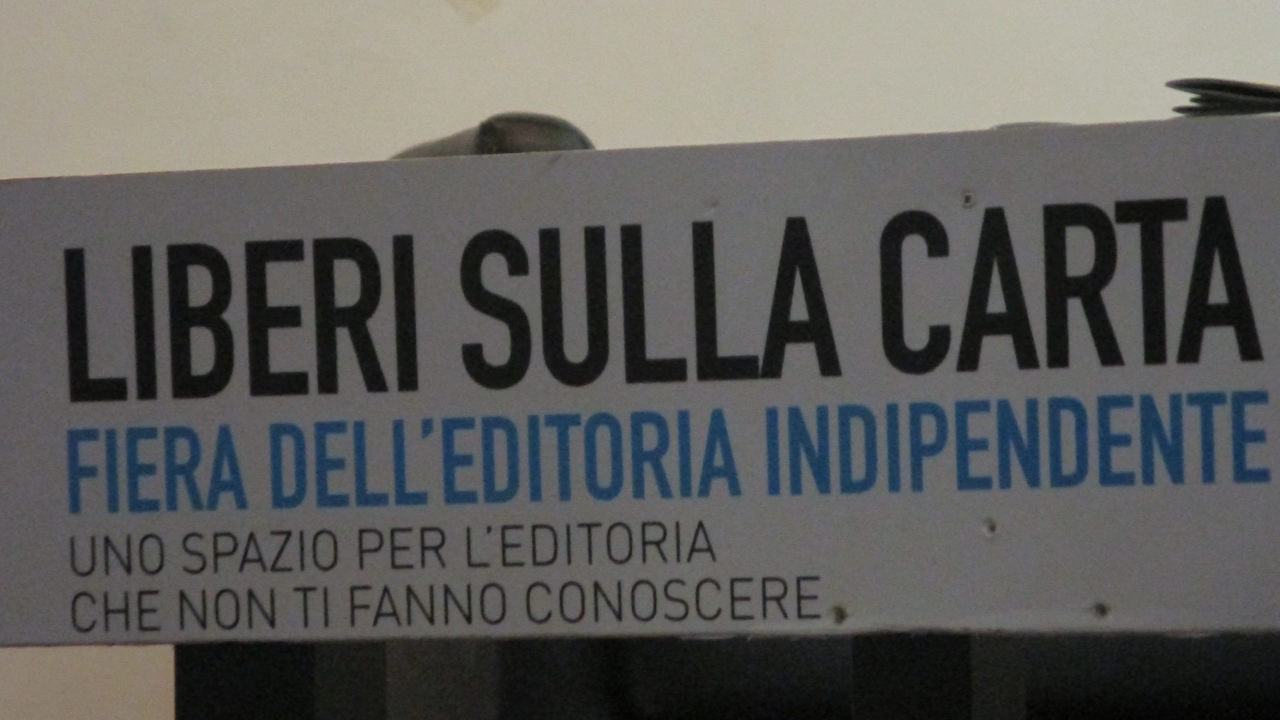 LIBERI SULLA CARTA
FIERA DELL'EDITORIA INDIPENDENTE
UNO SPAZIO PER L'EDITORIA
CHE NON TI FANNO CONOSCERE